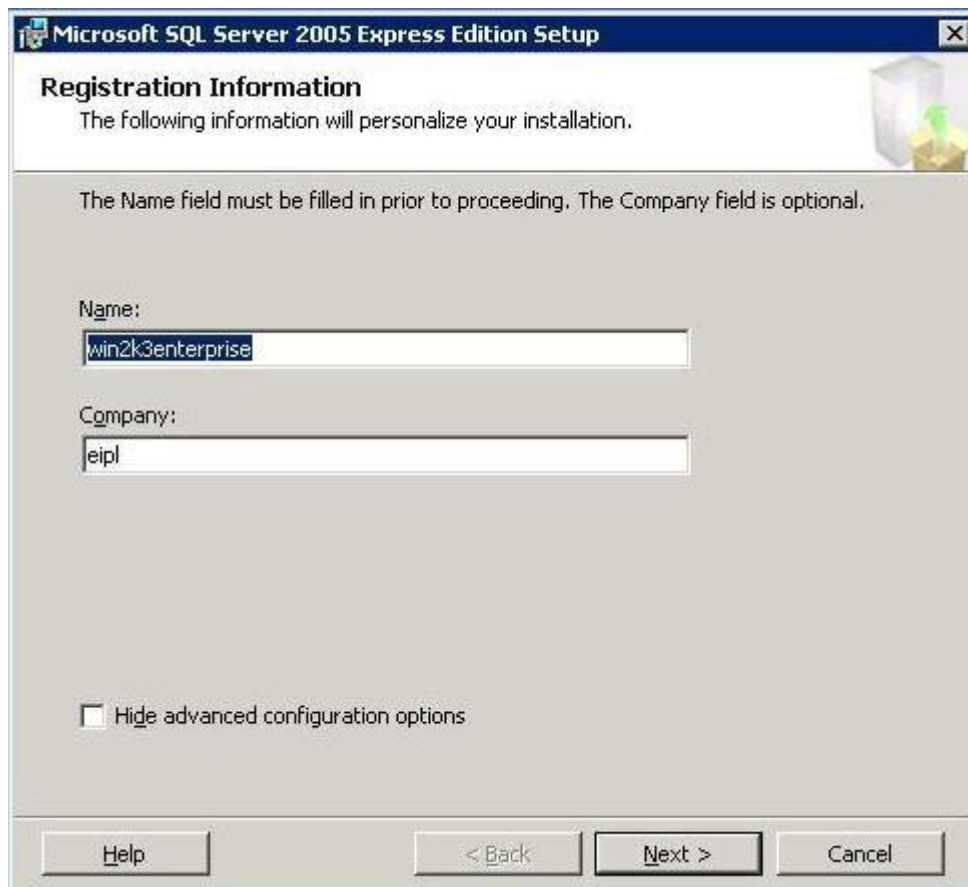 Microsoft SQL Server 2005 Express Edition Setup
Registration Information
The following information will personalize your installation.
The Name field must be filled in prior to proceeding. The Company field is optional.
Name:
win2k3enterprise
Company:
eipl
Hide advanced configuration options
Help
< Back
Next >
Cancel